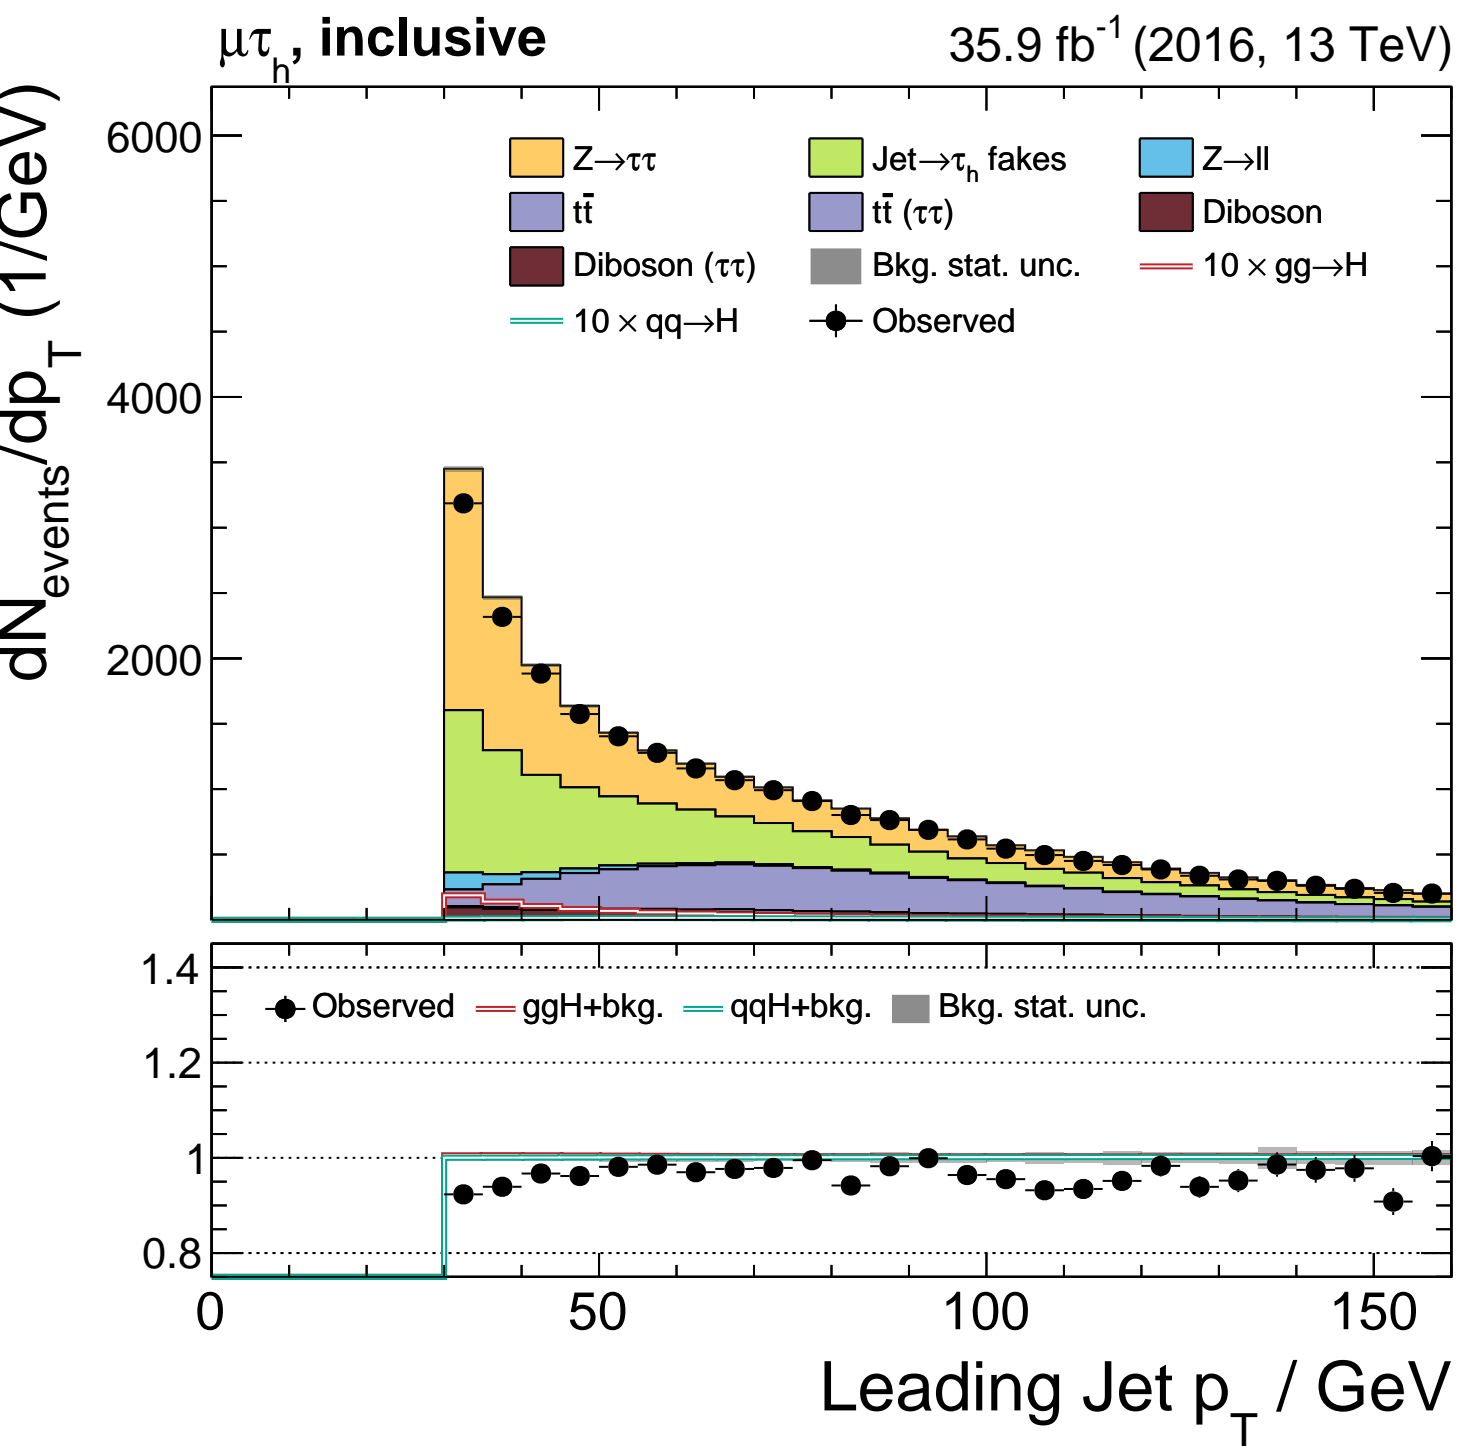 μτh, inclusive 35.9 fb-1 (2016, 13 TeV)
dNevents/dpT (1/GeV)
6000
4000
2000
Z→ττ Jet→τh fakes Z→ll
tt̄ tt̄ (ττ) Diboson
Diboson (ττ) Bkg. stat. unc. 10 × gg→H
10 × qq→H Observed
1.4
1.2
1
0.8
Observed ggH+bkg. qqH+bkg. Bkg. stat. unc.
0 50 100 150
Leading Jet pT / GeV